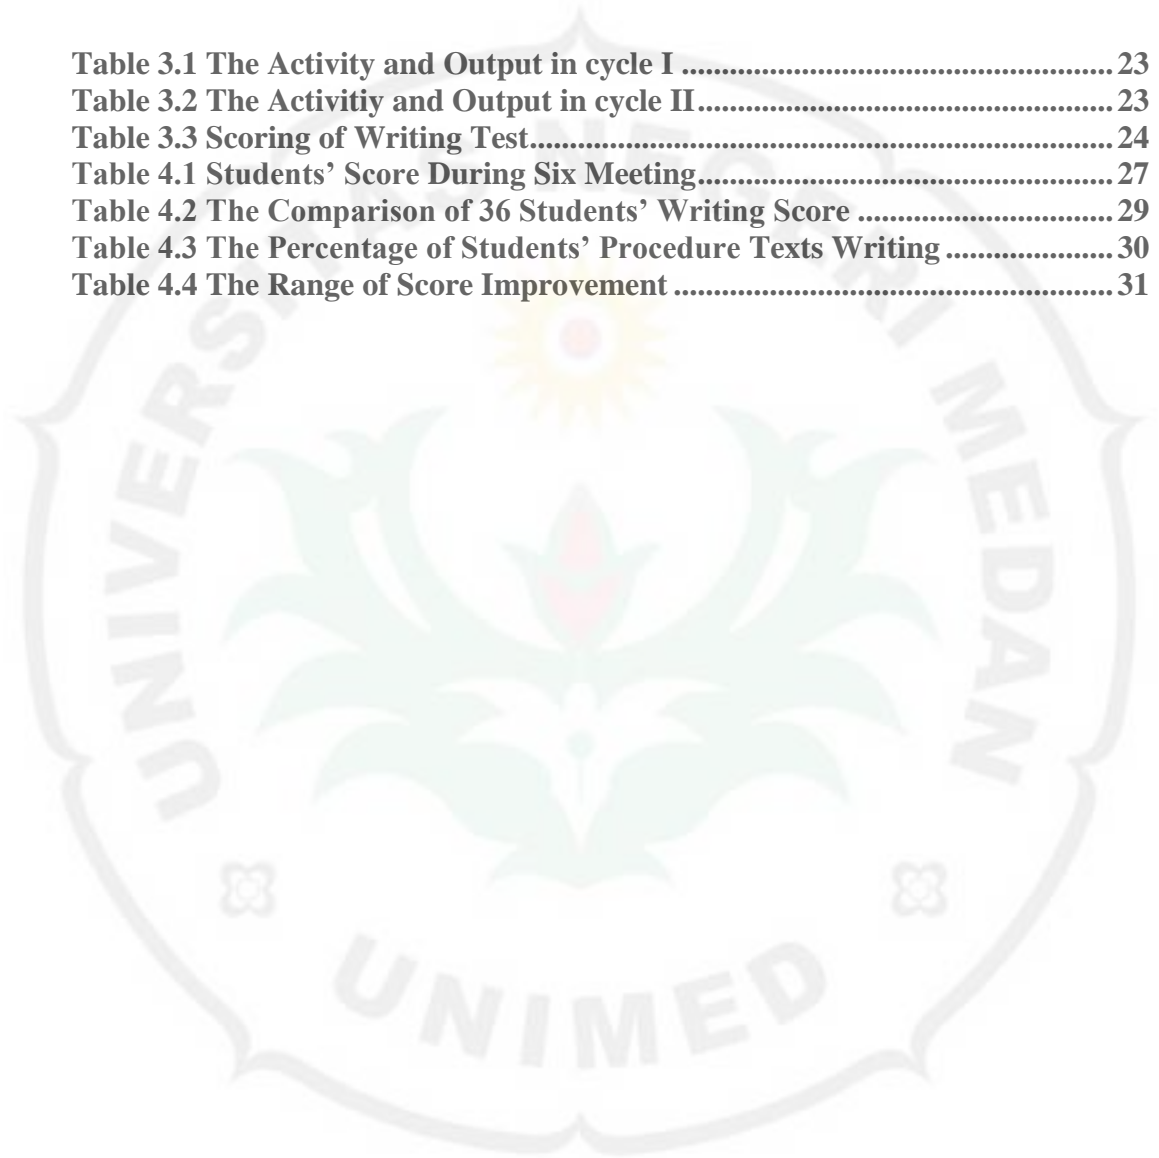 Table 3.1 The Activity and Output in cycle I ...................................................... 23
Table 3.2 The Activitiy and Output in cycle II.................................................... 23
Table 3.3 Scoring of Writing Test......................................................................... 24
Table 4.1 Students’ Score During Six Meeting.................................................... 27
Table 4.2 The Comparison of 36 Students’ Writing Score ................................ 29
Table 4.3 The Percentage of Students’ Procedure Texts Writing ..................... 30
Table 4.4 The Range of Score Improvement ....................................................... 31
UNIVERSITAS NEGERI MEDAN
UNIMED